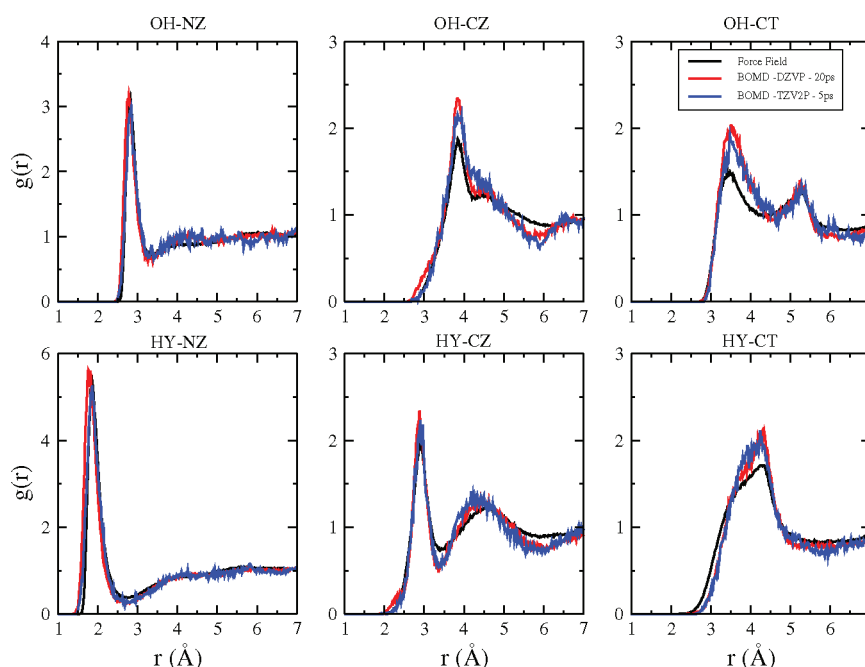 OH-NZ OH-CZ OH-CT
4 3 3
Force Field
BOMD -DZVP - 20ps
BOMD -TZV2P - 5ps
3
2 2
2
g(r)
1 1
1
0 0 0
1 2 3 4 5 6 7 1 2 3 4 5 6 7 1 2 3 4 5 6
HY-NZ HY-CZ HY-CT
6 3 3
4 2 2
g(r)
2 1 1
0 0 0
1 2 3 4 5 6 7 1 2 3 4 5 6 7 1 2 3 4 5 6 7
r (Å) r (Å) r (Å)